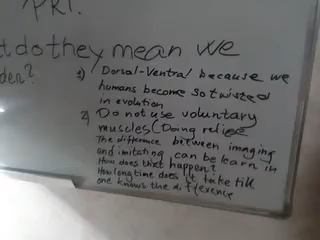 PRI.
t do they mean we
den?
1) Dorsal-Ventral because we
humans become so twisted
in evolution
2) Do not use voluntary
muscles (Doing relieve
The difference between imaging
and imitating can be learn in
How does that happen?
How long time does it take till
one knows the difference